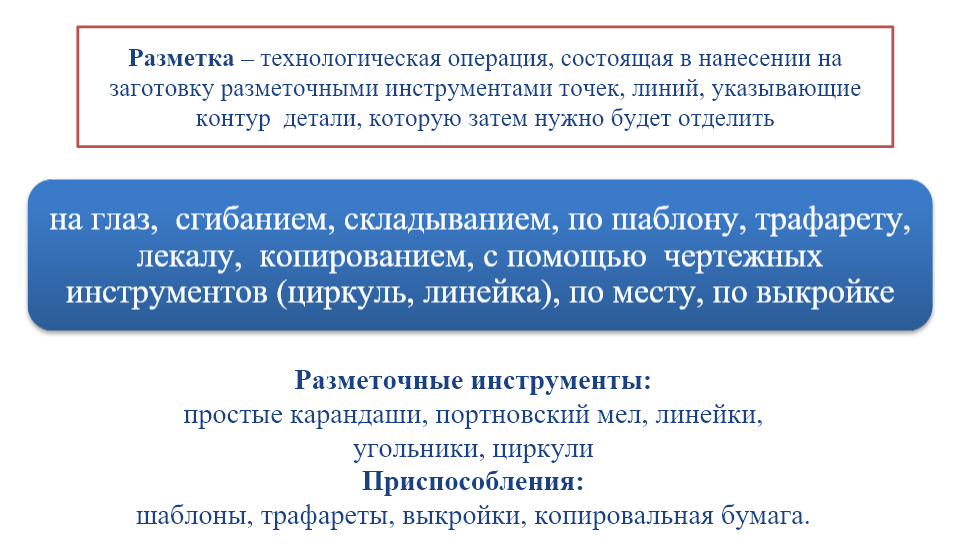 Разметка – технологическая операция, состоящая в нанесении на
заготовку разметочными инструментами точек, линий, указывающие
контур  детали, которую затем нужно будет отделить
на глаз,  сгибанием, складыванием, по шаблону, трафарету,
лекалу,  копированием, с помощью  чертежных
инструментов (циркуль, линейка), по месту, по выкройке
Разметочные инструменты:
простые карандаши, портновский мел, линейки,
угольники, циркули
Приспособления:
шаблоны, трафареты, выкройки, копировальная бумага.